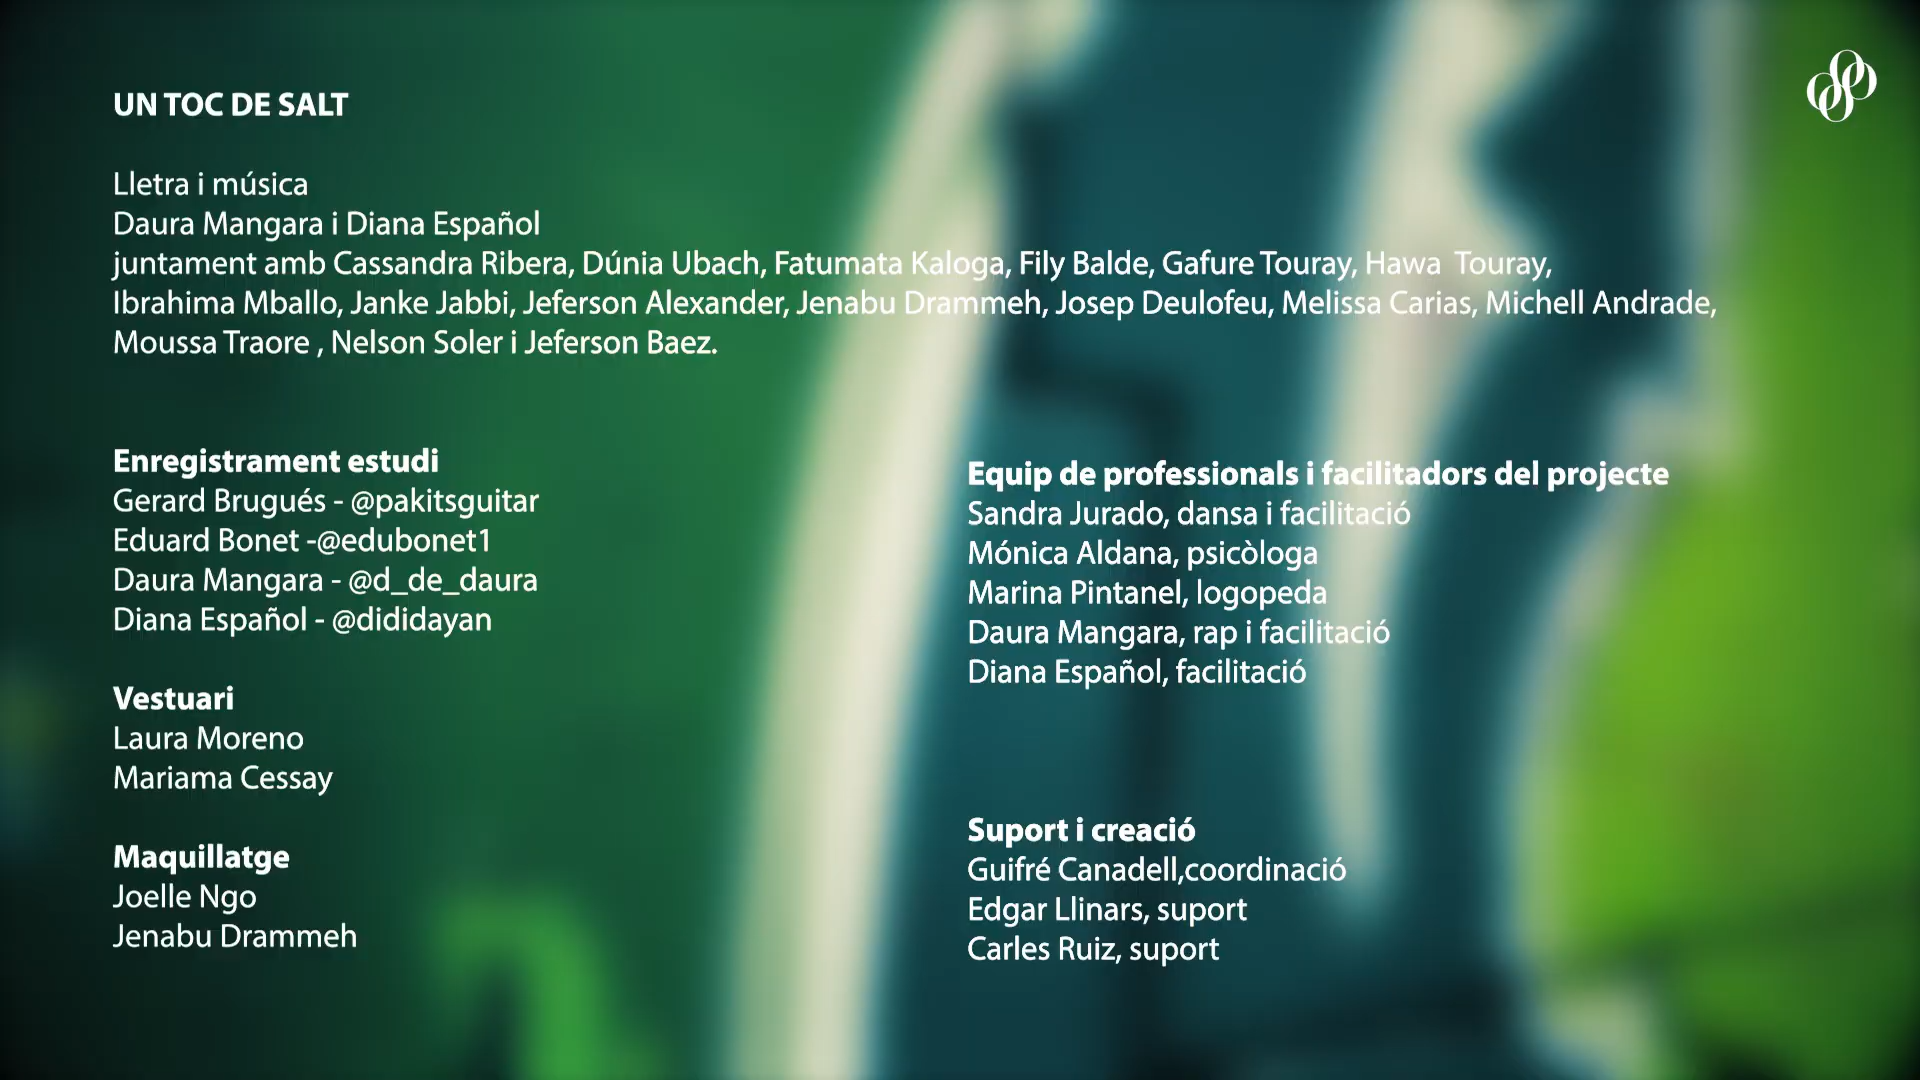 UN TOC DE SALT
Lletra i música
Daura Mangara i Diana Español
juntament amb Cassandra Ribera, Dúnia Ubach, Fatumata Kaloga, Fily Balde, Gafure Touray, Hawa  Touray,
Ibrahima Mballo, Janke Jabbi, Jeferson Alexander, Jenabu Drammeh, Josep Deulofeu, Melissa Carias, Michell Andrade,
Moussa Traore , Nelson Soler i Jeferson Baez.
Enregistrament estudi
Gerard Brugués - @pakitsguitar
Eduard Bonet -@edubonet1
Daura Mangara - @d_de_daura
Diana Español - @dididayan
Vestuari
Laura Moreno
Mariama Cessay
Maquillatge
Joelle Ngo
Jenabu Drammeh
Equip de professionals i facilitadors del projecte
Sandra Jurado, dansa i facilitació
Mónica Aldana, psicòloga
Marina Pintanel, logopeda
Daura Mangara, rap i facilitació
Diana Español, facilitació
Suport i creació
Guifré Canadell,coordinació
Edgar Llinars, suport
Carles Ruiz, suport